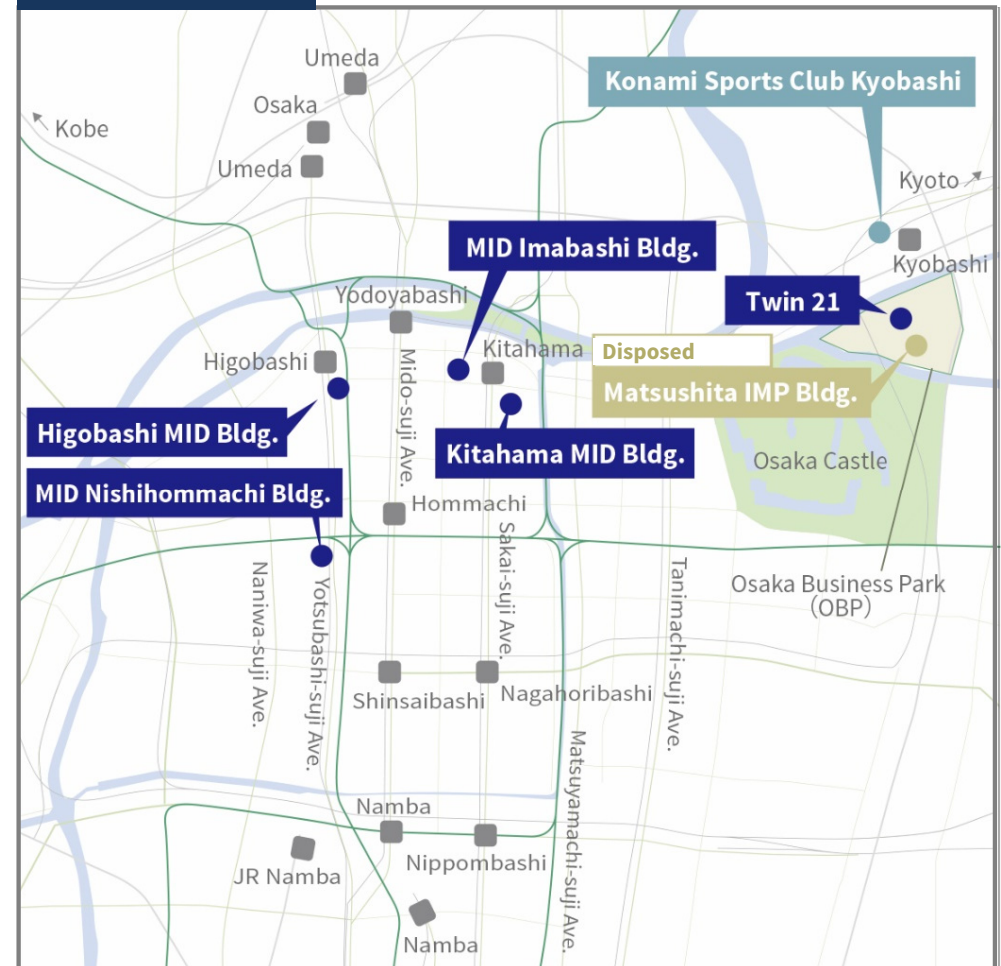 Umeda
Osaka
Kobe
Umeda
Konami Sports Club Kyobashi
Kyoto
Kyobashi
MID Imabashi Bldg.
Twin 21
Yodoyabashi
Kitahama
Disposed
Higobashi
Mido-suji Ave.
Matsushita IMP Bldg.
Higobashi MID Bldg.
Kitahama MID Bldg.
Osaka Castle
MID Nishihommachi Bldg.
Hommachi
Sakai-suji Ave.
Naniwa-suji Ave.
Yotsubashi-suji Ave.
Tanimachi-suji Ave.
Osaka Business Park
(OBP)
Shinsaibashi
Nagahoribashi
Matsuyamachi-suji Ave.
Namba
Nippombashi
JR Namba
Namba